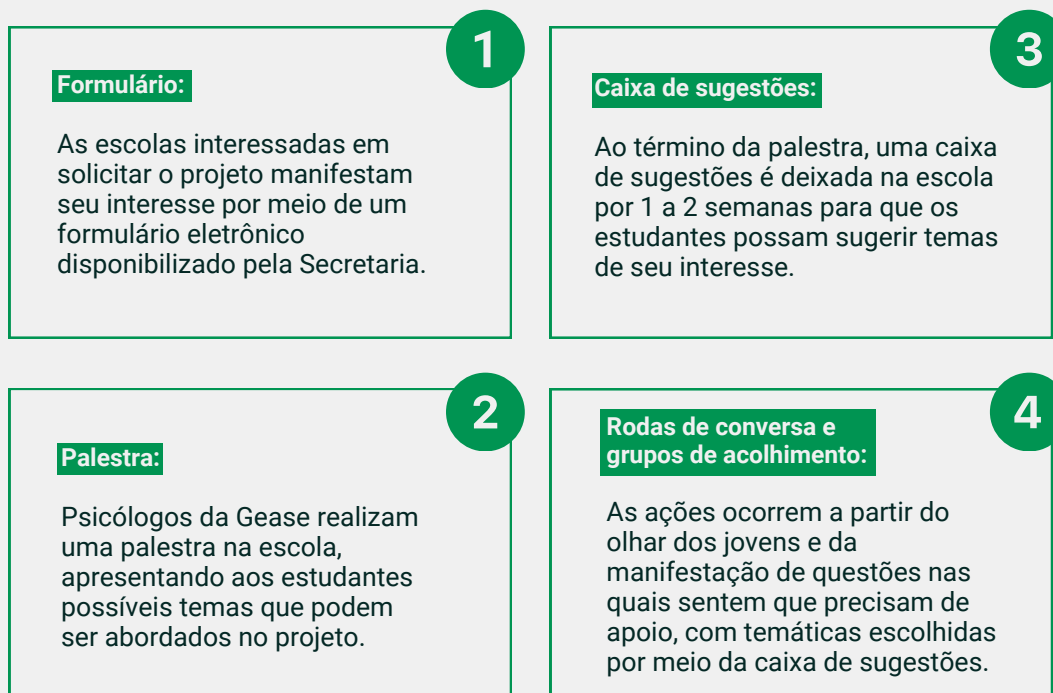 1
Formulário:
As escolas interessadas em
solicitar o projeto manifestam
seu interesse por meio de um
formulário eletrônico
disponibilizado pela Secretaria.
2
Palestra:
Psicólogos da Gease realizam
uma palestra na escola,
apresentando aos estudantes
possíveis temas que podem
ser abordados no projeto.
3
Caixa de sugestões:
Ao término da palestra, uma caixa
de sugestões é deixada na escola
por 1 a 2 semanas para que os
estudantes possam sugerir temas
de seu interesse.
4
Rodas de conversa e
grupos de acolhimento:
As ações ocorrem a partir do
olhar dos jovens e da
manifestação de questões nas
quais sentem que precisam de
apoio, com temáticas escolhidas
por meio da caixa de sugestões.